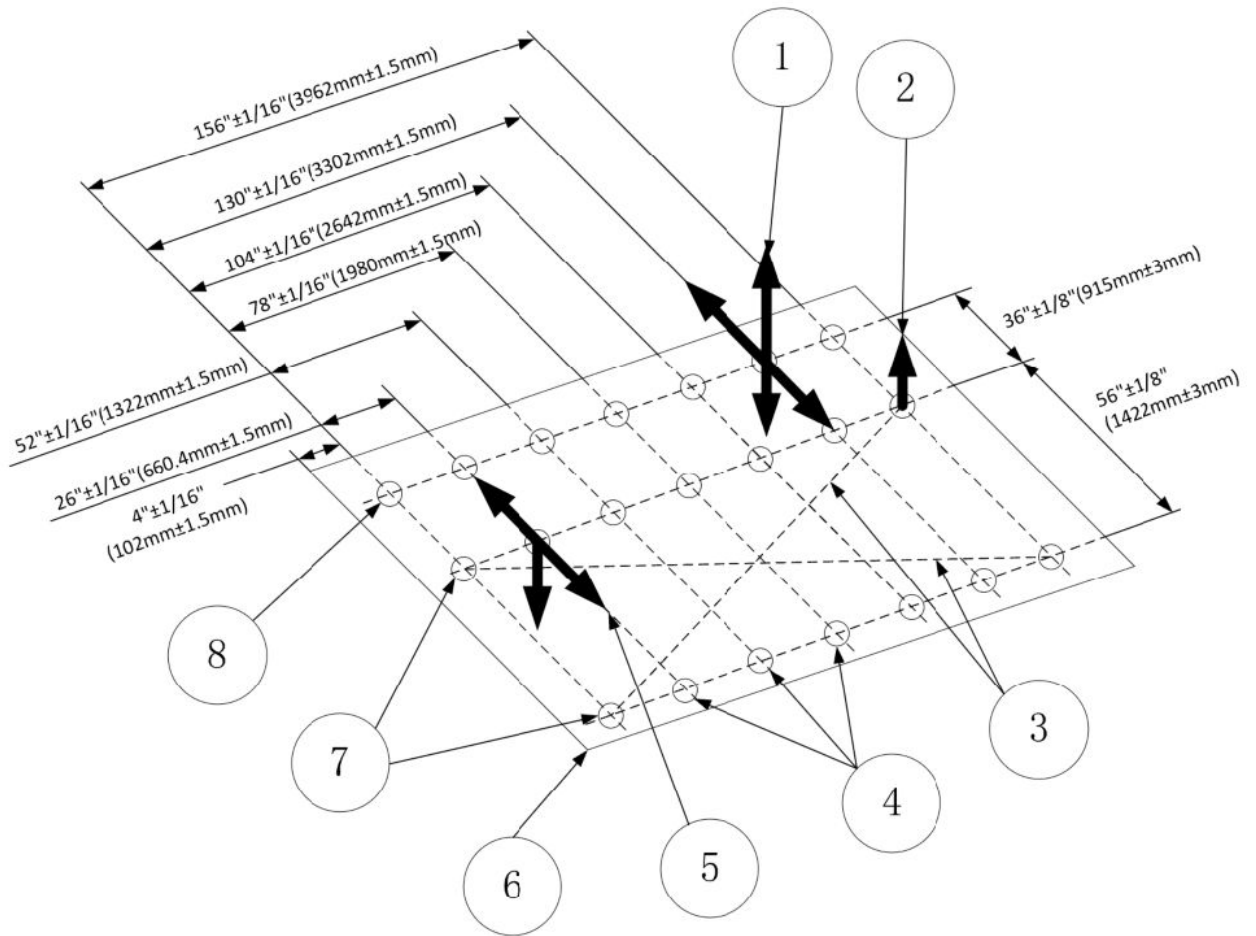 156"±1/16"(3962mm±1.5mm)
130"±1/16"(3302mm±1.5mm)
104"±1/16"(2642mm±1.5mm)
78"±1/16"(1980mm±1.5mm)
52"±1/16"(1322mm±1.5mm)
26"±1/16"(660.4mm±1.5mm)
4"±1/16"
(102mm±1.5mm)
1
2
36"±1/8"(915mm±3mm)
56"±1/8"
(1422mm±3mm)
8
7
6
5
4
3